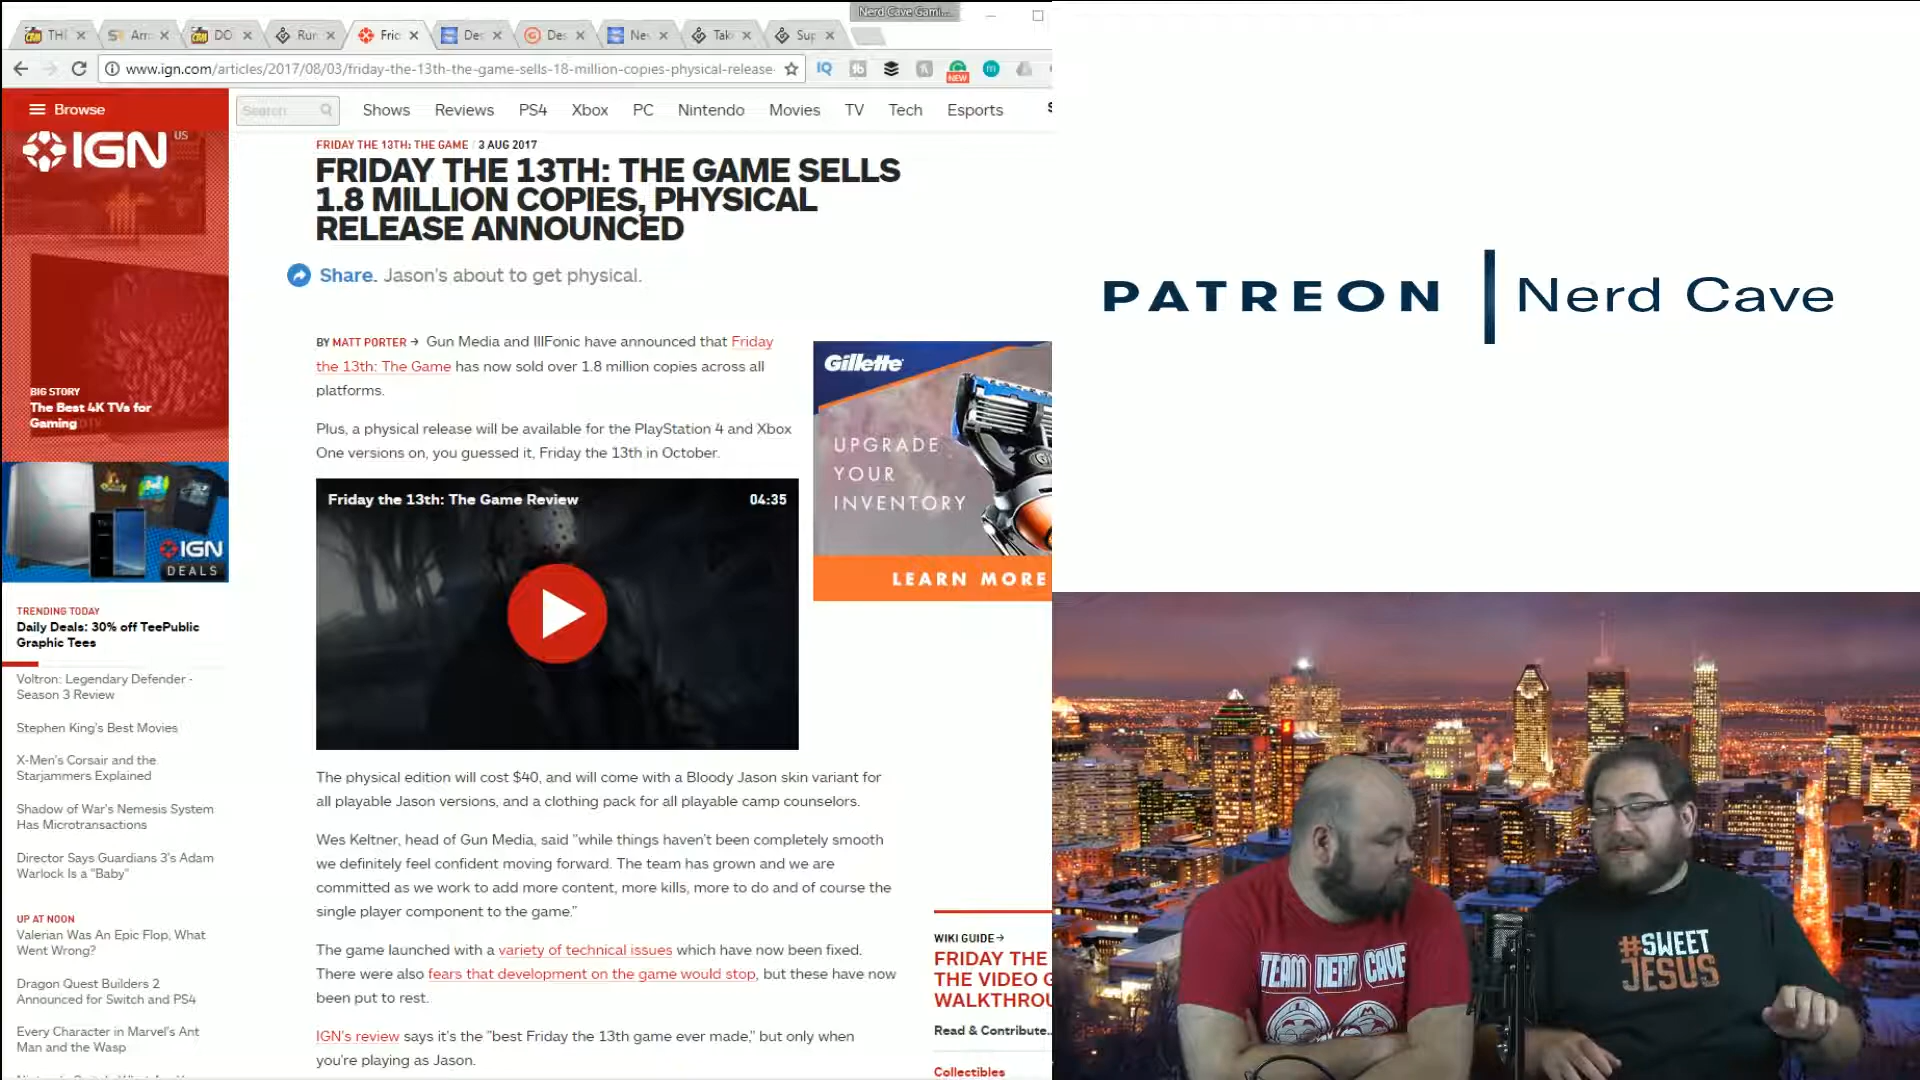 Nerd Cave Gami...
THI
Arm
DO
Run
Fric
Des
Des
Nev
Tak
Sup
www.ign.com/articles/2017/08/03/friday-the-13th-the-game-sells-18-million-copies-physical-release-
NEW
Browse
Search
Shows
Reviews
PS4
Xbox
PC
Nintendo
Movies
TV
Tech
Esports
IGN
US
FRIDAY THE 13TH: THE GAME / 3 AUG 2017
FRIDAY THE 13TH: THE GAME SELLS
1.8 MILLION COPIES, PHYSICAL
RELEASE ANNOUNCED
Share. Jason's about to get physical.
BY MATT PORTER → Gun Media and IllFonic have announced that Friday
the 13th: The Game has now sold over 1.8 million copies across all
platforms.
Plus, a physical release will be available for the PlayStation 4 and Xbox
One versions on, you guessed it, Friday the 13th in October.
Friday the 13th: The Game Review
04:35
The physical edition will cost $40, and will come with a Bloody Jason skin variant for
all playable Jason versions, and a clothing pack for all playable camp counselors.
Wes Keltner, head of Gun Media, said "while things haven't been completely smooth
we definitely feel confident moving forward. The team has grown and we are
committed as we work to add more content, more kills, more to do and of course the
single player component to the game."
The game launched with a variety of technical issues which have now been fixed.
There were also fears that development on the game would stop, but these have now
been put to rest.
IGN's review says it's the "best Friday the 13th game ever made," but only when
you're playing as Jason.
BIG STORY
The Best 4K TVs for
Gaming
IGN
DEALS
TRENDING TODAY
Daily Deals: 30% off TeePublic
Graphic Tees
Voltron: Legendary Defender -
Season 3 Review
Stephen King's Best Movies
X-Men's Corsair and the
Starjammers Explained
Shadow of War's Nemesis System
Has Microtransactions
Director Says Guardians 3's Adam
Warlock Is a "Baby"
UP AT NOON
Valerian Was An Epic Flop, What
Went Wrong?
Dragon Quest Builders 2
Announced for Switch and PS4
Every Character in Marvel's Ant
Man and the Wasp
Gillette
UPGRADE
YOUR
INVENTORY
LEARN MORE
WIKI GUIDE→
FRIDAY THE
THE VIDEO G
WALKTHROU
Read & Contribute..
Collectibles
PATREON | Nerd Cave
TEAM NERD CAVE
#SWEET
JESUS